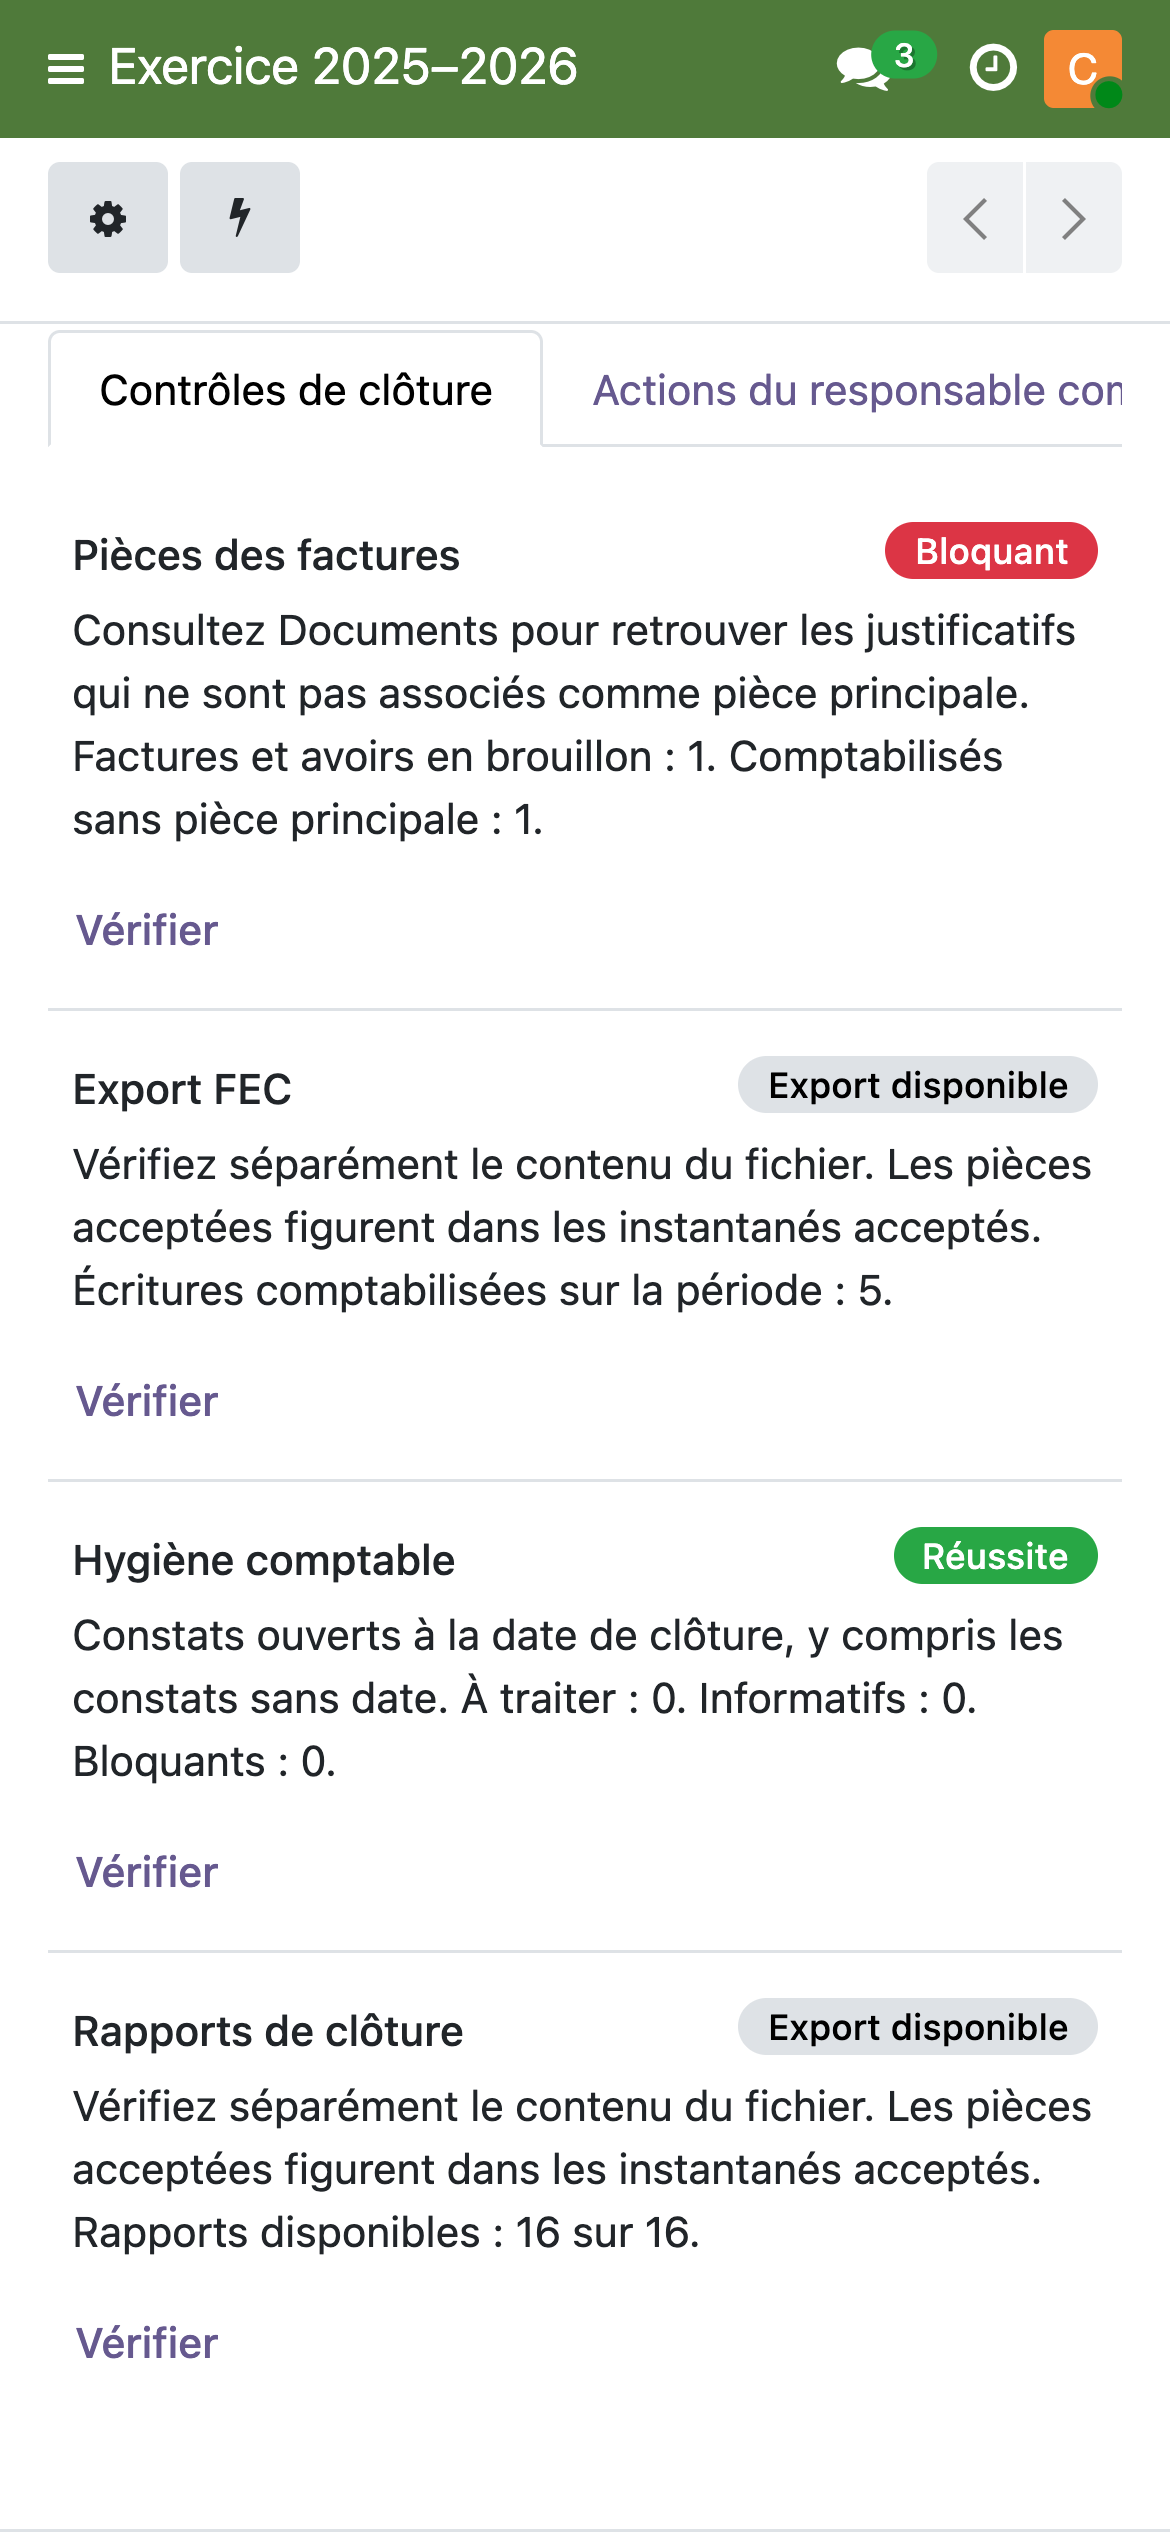 Exercice 2025–2026
3
C
Contrôles de clôture
Actions du responsable
Pièces des factures
Bloquant
Consultez Documents pour retrouver les justificatifs
qui ne sont pas associés comme pièce principale.
Factures et avoirs en brouillon : 1. Comptabilisés
sans pièce principale : 1.
Vérifier
Export FEC
Export disponible
Vérifiez séparément le contenu du fichier. Les pièces
acceptées figurent dans les instantanés acceptés.
Écritures comptabilisées sur la période : 5.
Vérifier
Hygiène comptable
Réussite
Constats ouverts à la date de clôture, y compris les
constats sans date. À traiter : 0. Informatifs : 0.
Bloquants : 0.
Vérifier
Rapports de clôture
Export disponible
Vérifiez séparément le contenu du fichier. Les pièces
acceptées figurent dans les instantanés acceptés.
Rapports disponibles : 16 sur 16.
Vérifier